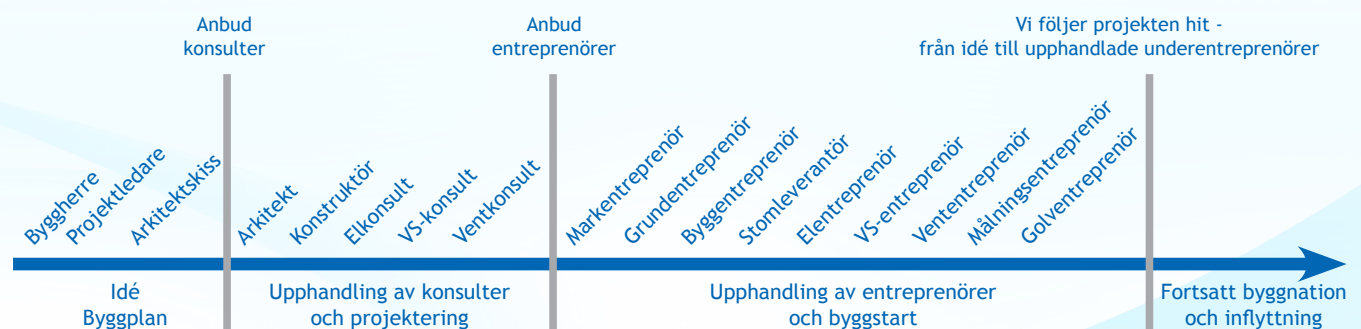 Anbud
konsulter
Anbud
entreprenörer
Vi följer projekten hit -
från idé till upphandlade underentreprenörer
Byggherre
Projektledare
Arkitektskiss
Arkitekt
Konstruktör
Elkonsult
VS-konsult
Ventkonsult
Markentreprenör
Grundentreprenör
Byggentreprenör
Stomleverantör
Elentreprenör
VS-entreprenör
Vententreprenör
Målningsentreprenör
Golventreprenör
Idé
Byggplan
Upphandling av konsulter
och projektering
Upphandling av entreprenörer
och byggstart
Fortsatt byggnation
och inflyttning